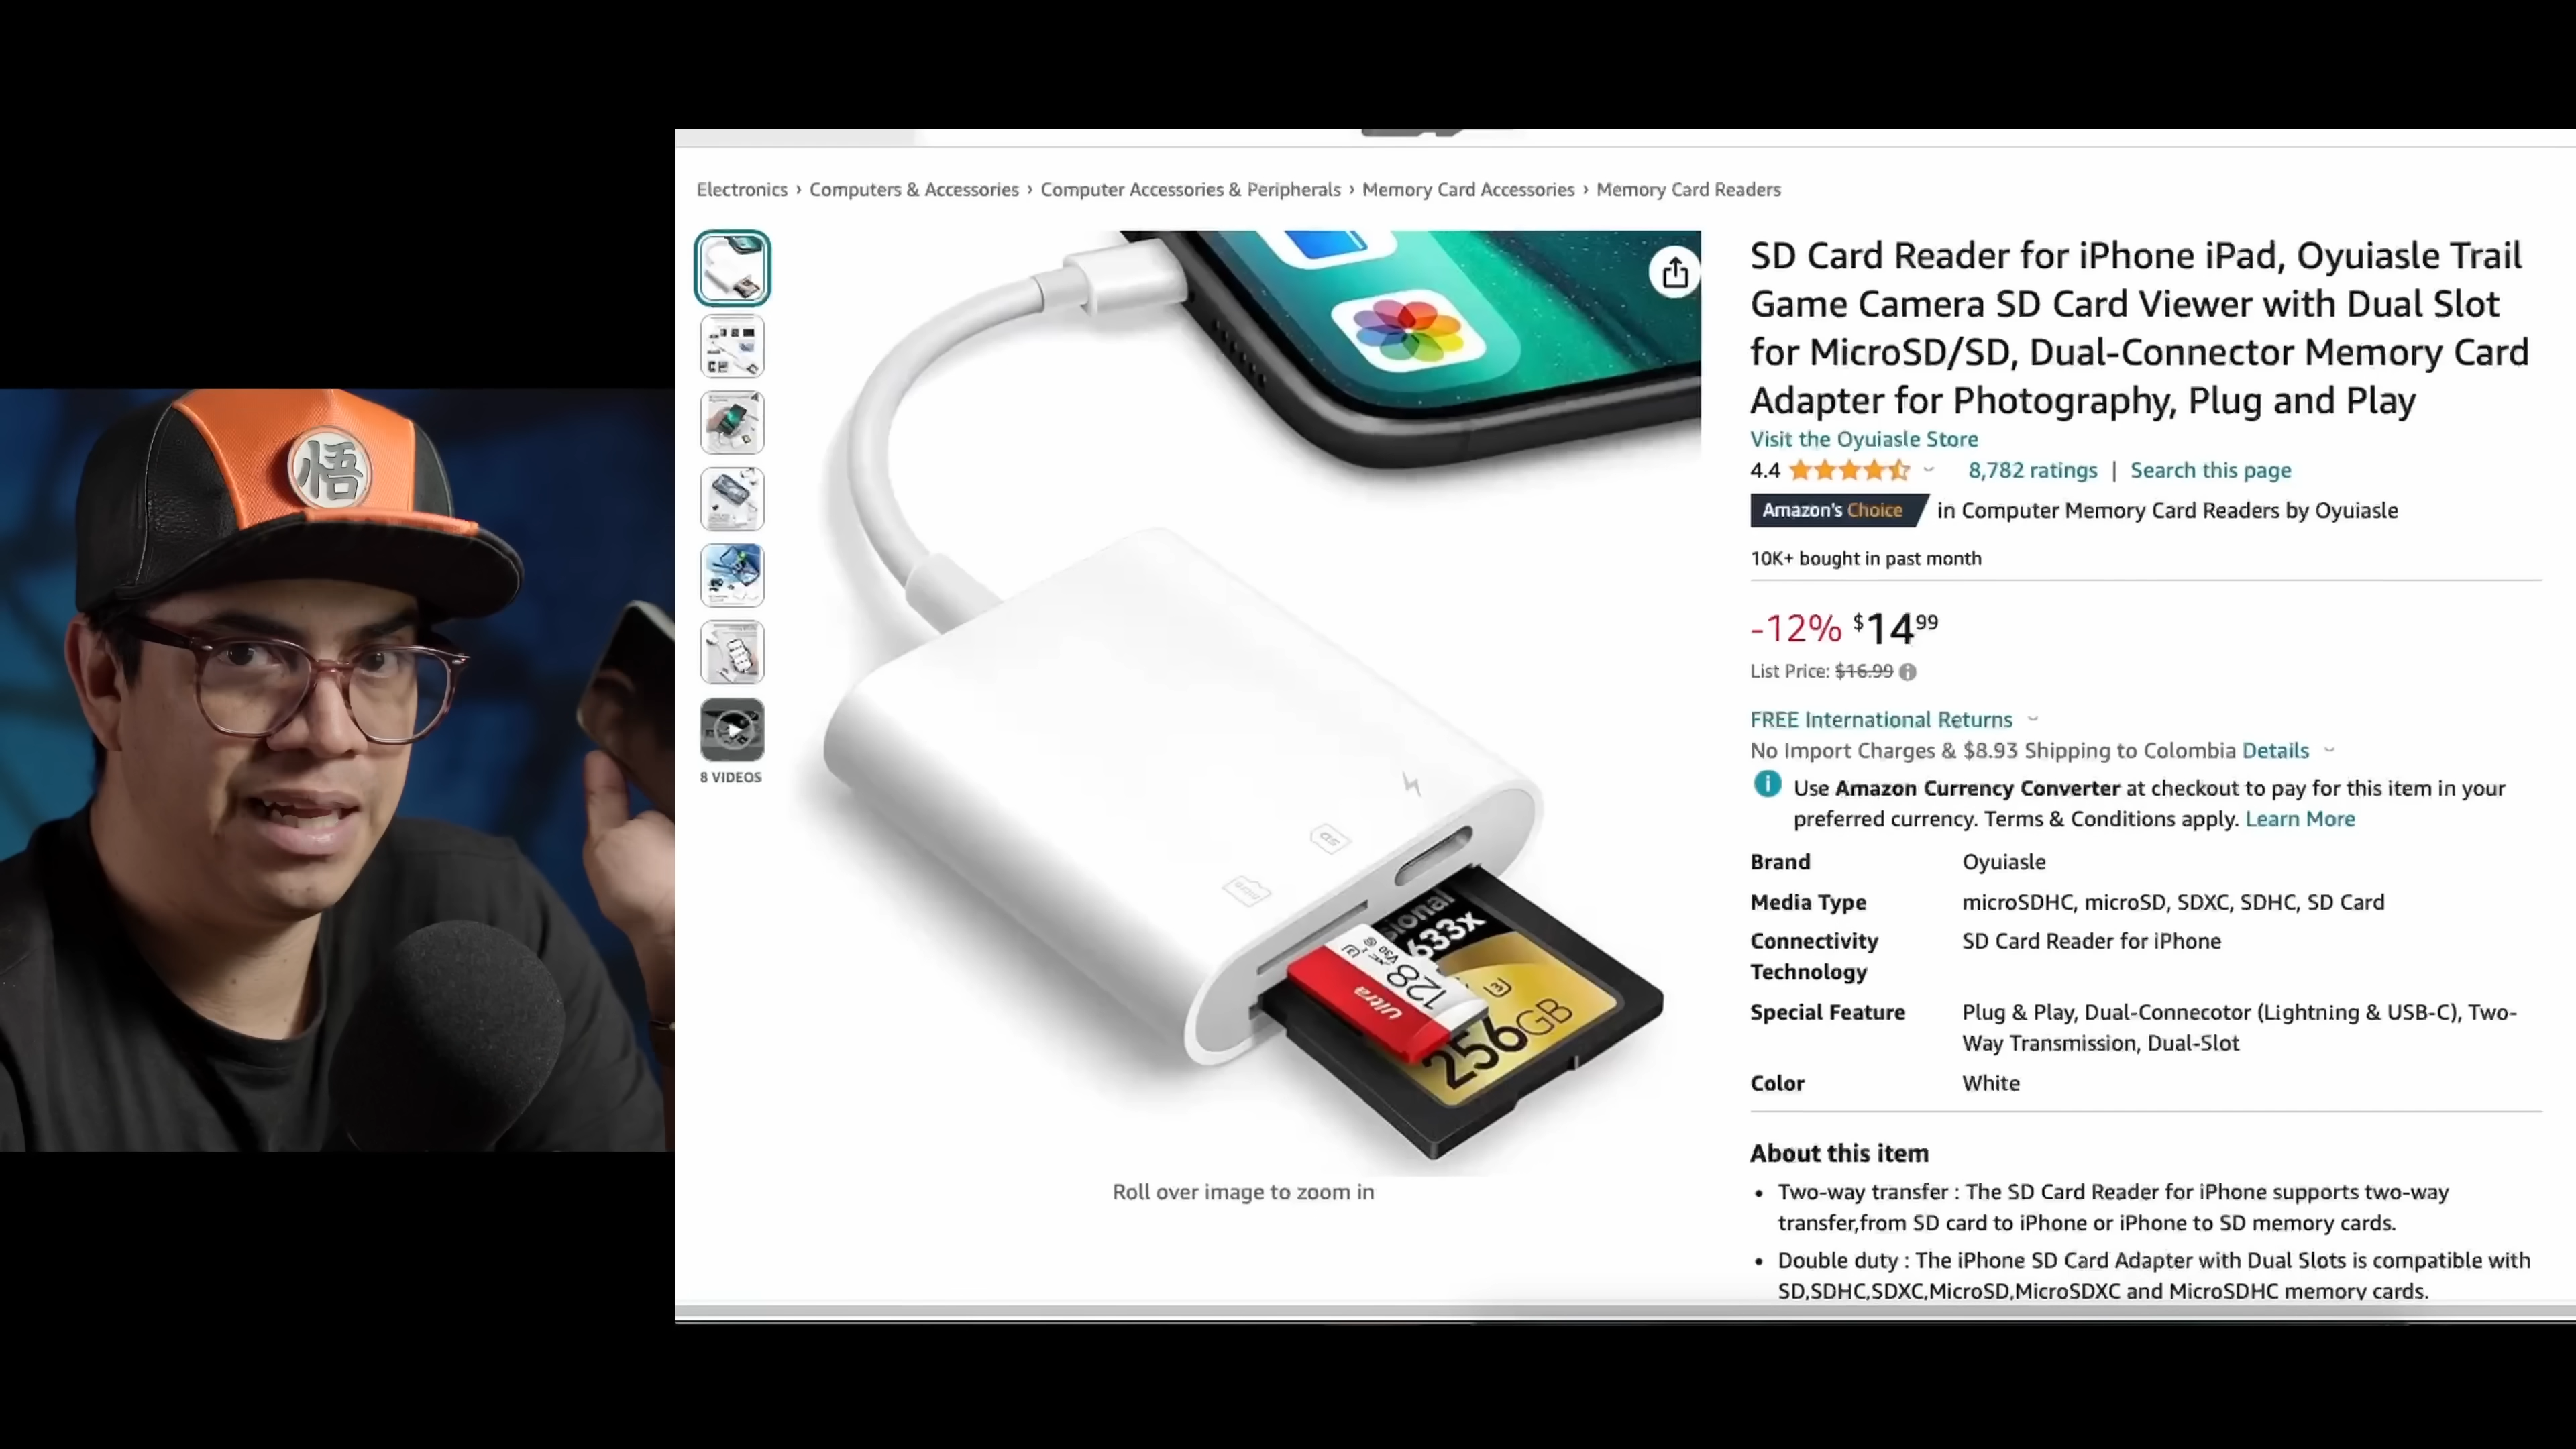 Electronics › Computers & Accessories › Computer Accessories & Peripherals › Memory Card Accessories › Memory Card Readers
悟
8 VIDEOS
sional
633x
Ultra
128
256GB
Roll over image to zoom in
SD Card Reader for iPhone iPad, Oyuiasle Trail
Game Camera SD Card Viewer with Dual Slot
for MicroSD/SD, Dual-Connector Memory Card
Adapter for Photography, Plug and Play
Visit the Oyuiasle Store
4.4 8,782 ratings | Search this page
Amazon's Choice in Computer Memory Card Readers by Oyuiasle
10K+ bought in past month
-12% $14 99
List Price: $16.99
FREE International Returns
No Import Charges & $8.93 Shipping to Colombia Details
Use Amazon Currency Converter at checkout to pay for this item in your
preferred currency. Terms & Conditions apply. Learn More
Brand Oyuiasle
Media Type microSDHC, microSD, SDXC, SDHC, SD Card
Connectivity SD Card Reader for iPhone
Technology
Special Feature Plug & Play, Dual-Connecotor (Lightning & USB-C), Two-
Way Transmission, Dual-Slot
Color White
About this item
• Two-way transfer : The SD Card Reader for iPhone supports two-way
transfer,from SD card to iPhone or iPhone to SD memory cards.
• Double duty : The iPhone SD Card Adapter with Dual Slots is compatible with
SD,SDHC,SDXC,MicroSD,MicroSDXC and MicroSDHC memory cards.